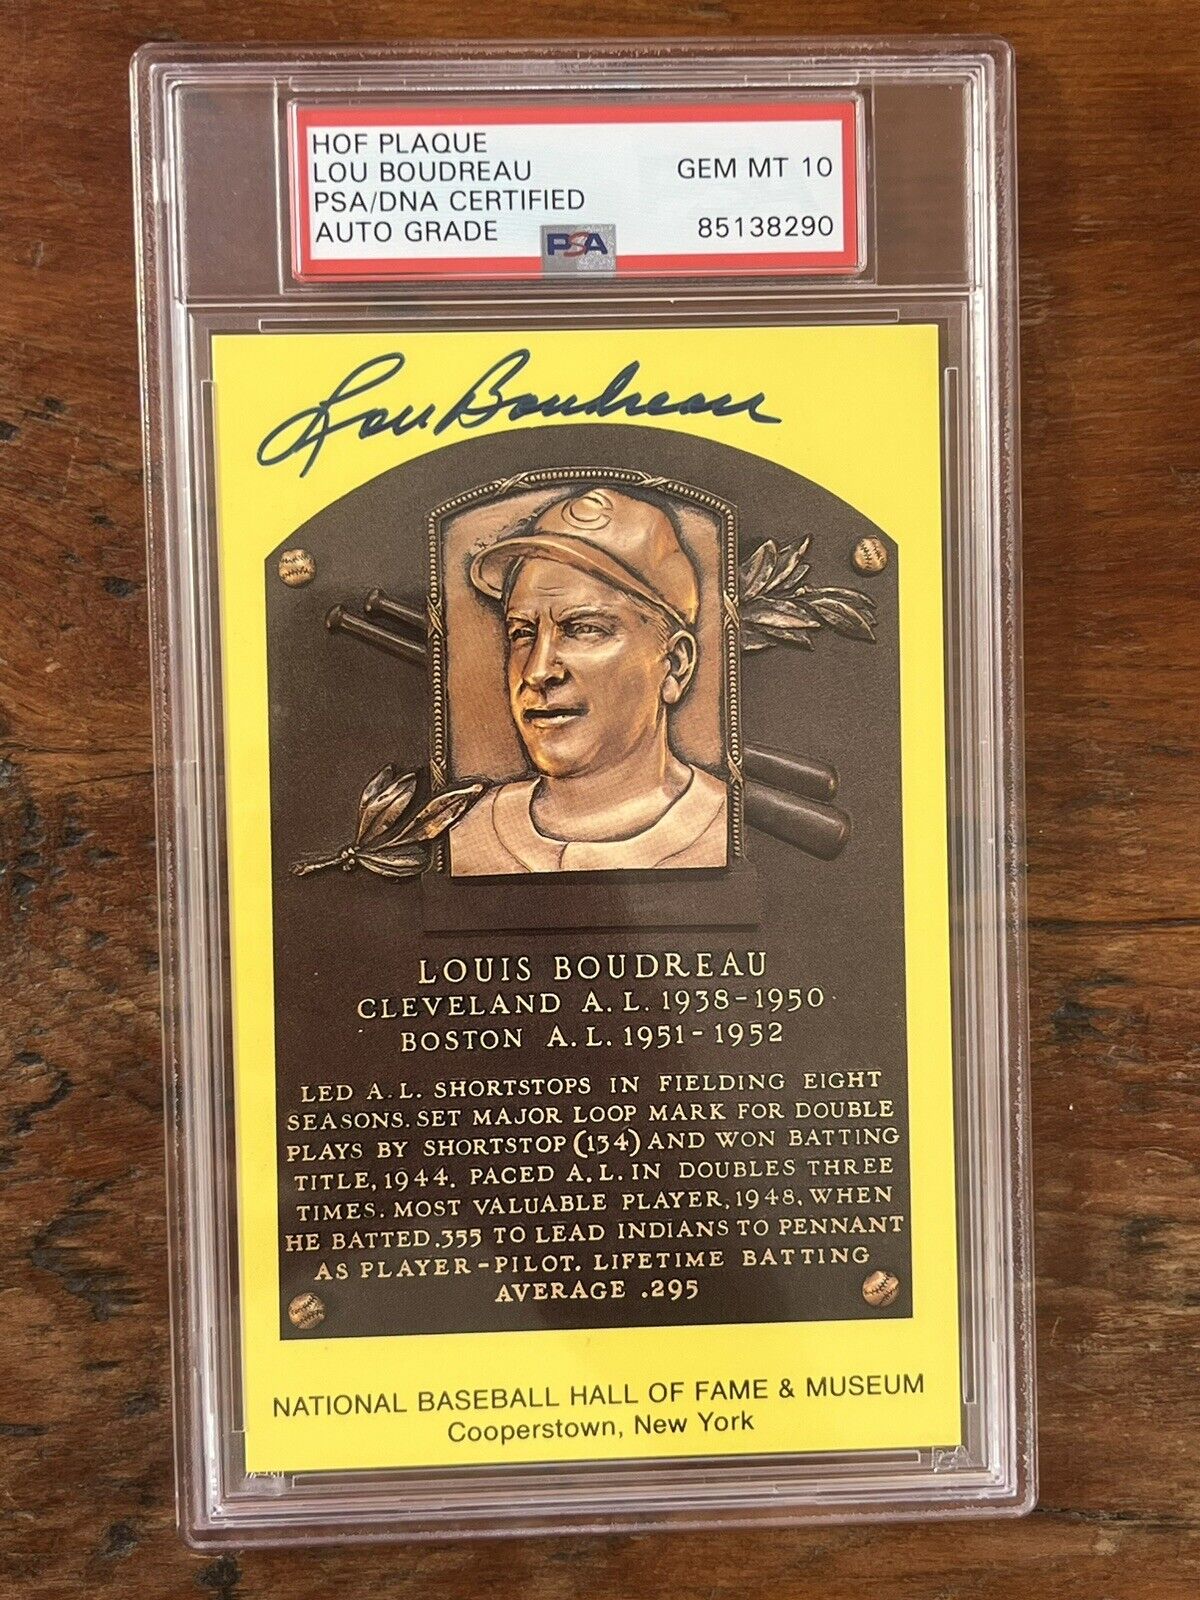 HOF PLAQUE
LOU BOUDREAU
GEM MT 10
PSA/DNA CERTIFIED
AUTO GRADE
85138290
PSA
Lou Boudreau
C
LOUIS BOUDREAU
CLEVELAND A.L. 1938-1950
BOSTON A.L. 1951-1952
LED A.L. SHORTSTOPS IN FIELDING EIGHT
SEASONS. SET MAJOR LOOP MARK FOR DOUBLE
PLAYS BY SHORTSTOP (134) AND WON BATTING
TITLE, 1944. PACED A.L. IN DOUBLES THREE
TIMES. MOST VALUABLE PLAYER, 1948, WHEN
HE BATTED .355 TO LEAD INDIANS TO PENNANT
AS PLAYER-PILOT. LIFETIME BATTING
AVERAGE .295
NATIONAL BASEBALL HALL OF FAME & MUSEUM
Cooperstown, New York
PSA